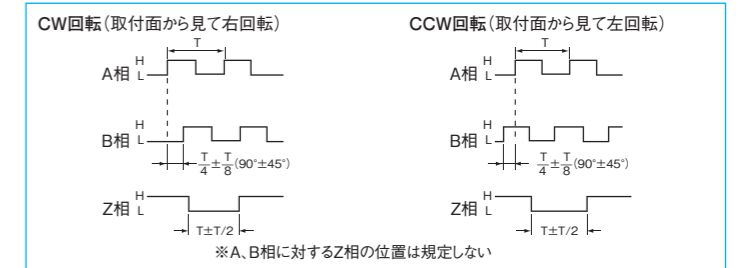 CW回転(取付面から見て右回転)
T
A相 H L
B相 H L
T/4±T/8(90°±45°)
Z相 H L
T±T/2
CCW回転(取付面から見て左回転)
T
A相 H L
B相 H L
T/4±T/8(90°±45°)
Z相 H L
T±T/2
※A、B相に対するZ相の位置は規定しない